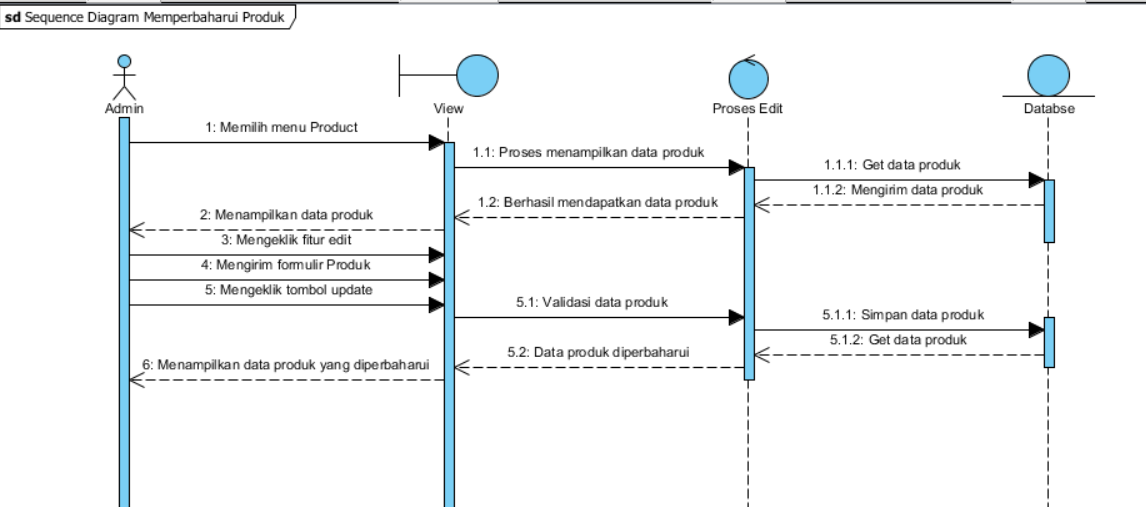 sd Sequence Diagram Memperbaharui Produk
Admin
View
Proses Edit
Databse
1: Memilih menu Product
1.1: Proses menampilkan data produk
1.1.1: Get data produk
1.1.2: Mengirim data produk
1.2: Berhasil mendapatkan data produk
2: Menampilkan data produk
3: Mengeklik fitur edit
4: Mengirim formulir Produk
5: Mengeklik tombol update
5.1: Validasi data produk
5.1.1: Simpan data produk
5.1.2: Get data produk
5.2: Data produk diperbaharui
6: Menampilkan data produk yang diperbaharui